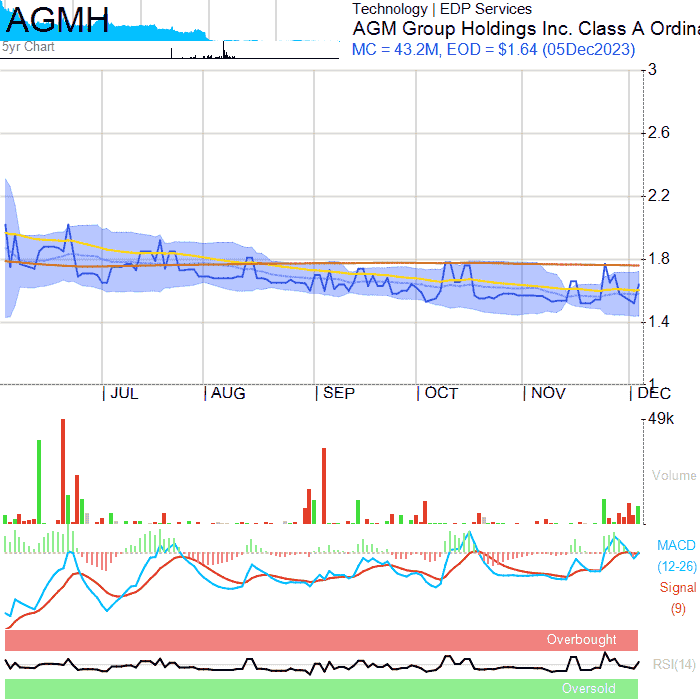 AGMH
5yr Chart
Technology | EDP Services
AGM Group Holdings Inc. Class A Ordina
MC = 43.2M, EOD = $1.64 (05Dec2023)
3
2.6
2.2
1.8
1.4
1
JUL AUG SEP OCT NOV DEC
49k
Volume
MACD
(12-26)
Signal
(9)
Overbought
RSI(14)
Oversold